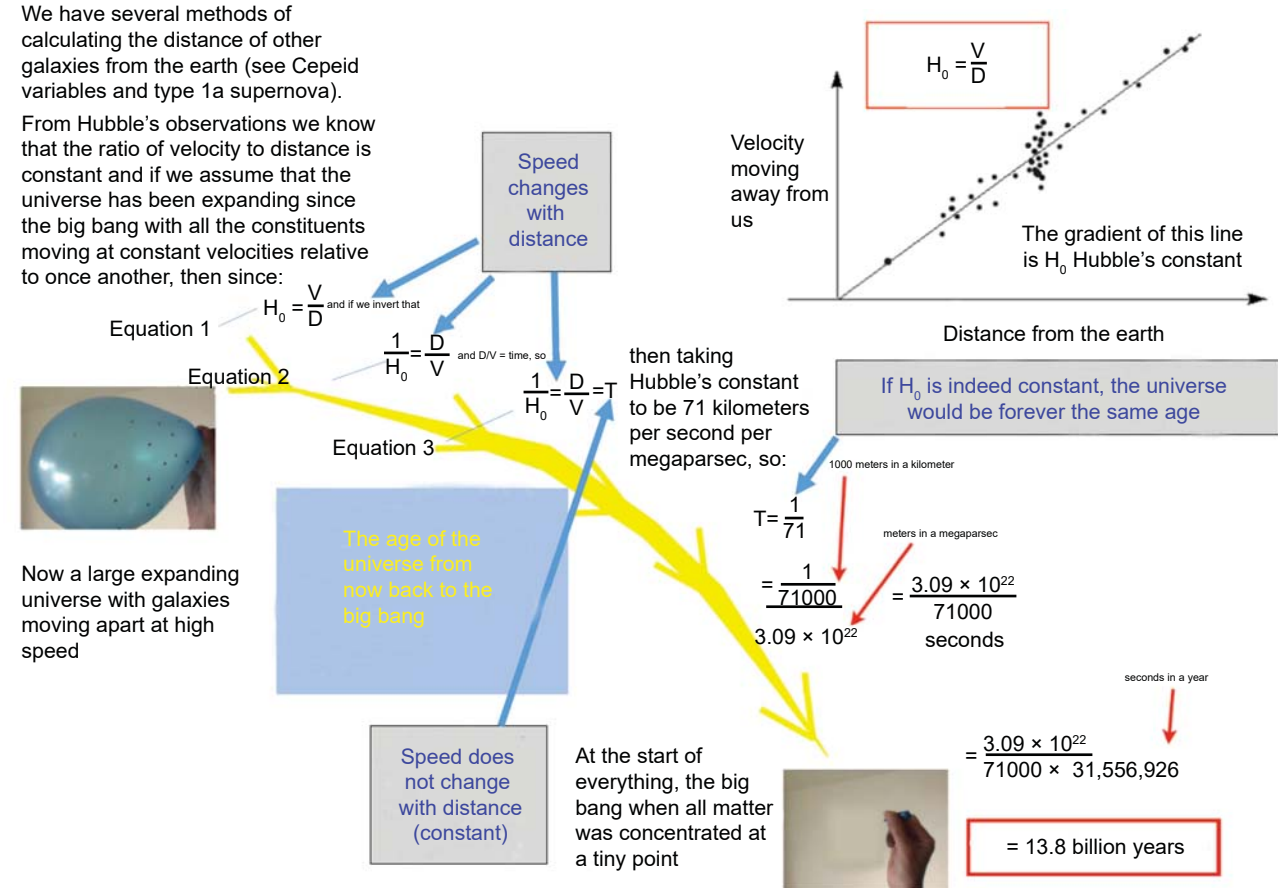 We have several methods of
calculating the distance of other
galaxies from the earth (see Cepeid
variables and type 1a supernova).
From Hubble's observations we know
that the ratio of velocity to distance is
constant and if we assume that the
universe has been expanding since
the big bang with all the constituents
moving at constant velocities relative
to once another, then since:
Equation 1
H₀ = V/D and if we invert that
Equation 2
1/H₀ = D/V and D/V = time, so
Equation 3
1/H₀ = D/V = T
Speed
changes
with
distance
H₀ = V/D
Velocity
moving
away from
us
The gradient of this line
is H₀ Hubble's constant
Distance from the earth
then taking
Hubble's constant
to be 71 kilometers
per second per
megaparsec, so:
If H₀ is indeed constant, the universe
would be forever the same age
1000 meters in a kilometer
T= 1/71
meters in a megaparsec
= 1/71000
3.09 × 10²²
= 3.09 × 10²²/71000
seconds
The age of the
universe from
now back to the
big bang
Now a large expanding
universe with galaxies
moving apart at high
speed
seconds in a year
Speed does
not change
with distance
(constant)
At the start of
everything, the big
bang when all matter
was concentrated at
a tiny point
= 3.09 × 10²²/71000 × 31,556,926
= 13.8 billion years